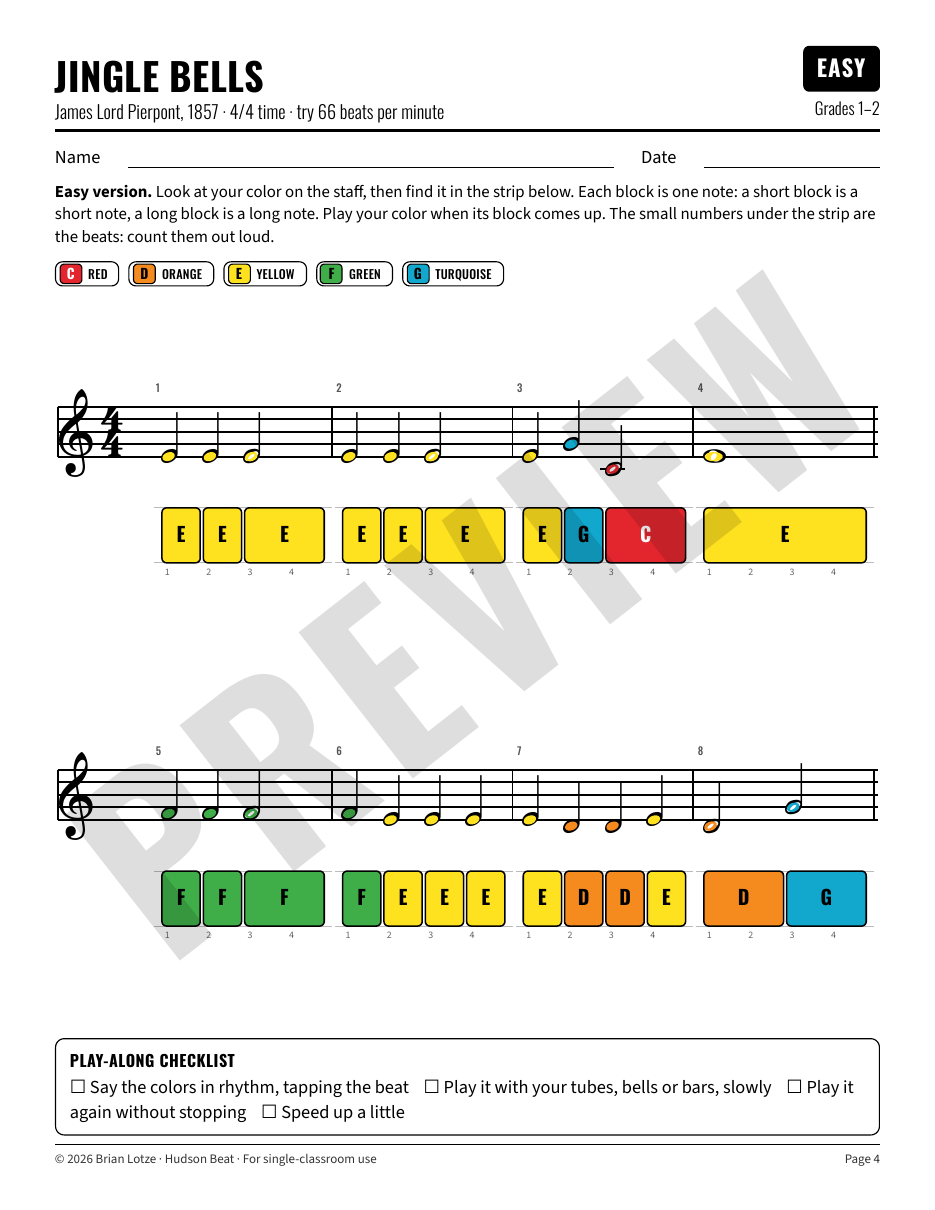 JINGLE BELLS
EASY
James Lord Pierpont, 1857 · 4/4 time · try 66 beats per minute
Grades 1–2
Name Date
Easy version. Look at your color on the staff, then find it in the strip below. Each block is one note: a short block is a
short note, a long block is a long note. Play your color when its block comes up. The small numbers under the strip are
the beats: count them out loud.
C RED D ORANGE E YELLOW F GREEN G TURQUOISE
1 2 3 4
4
4
E E E E E E E G C E
1 2 3 4 1 2 3 4 1 2 3 4 1 2 3 4
PREVIEW
5 6 7 8
F F F F E E E E D D E D G
1 2 3 4 1 2 3 4 1 2 3 4 1 2 3 4
PLAY-ALONG CHECKLIST
☐ Say the colors in rhythm, tapping the beat ☐ Play it with your tubes, bells or bars, slowly ☐ Play it
again without stopping ☐ Speed up a little
© 2026 Brian Lotze · Hudson Beat · For single-classroom use
Page 4